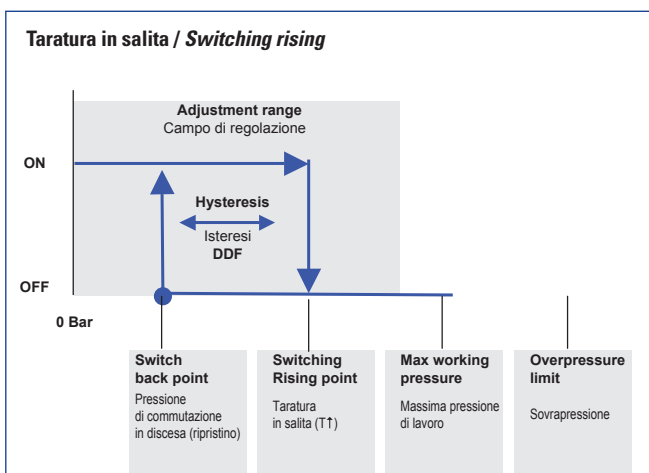 Taratura in salita / Switching rising
Adjustment range
Campo di regolazione
ON
Hysteresis
Isteresi
DDF
OFF
0 Bar
Switch
back point
Pressione
di commutazione
in discesa (ripristino)
Switching
Rising point
Taratura
in salita (T↑)
Max working
pressure
Massima pressione
di lavoro
Overpressure
limit
Sovrapressione